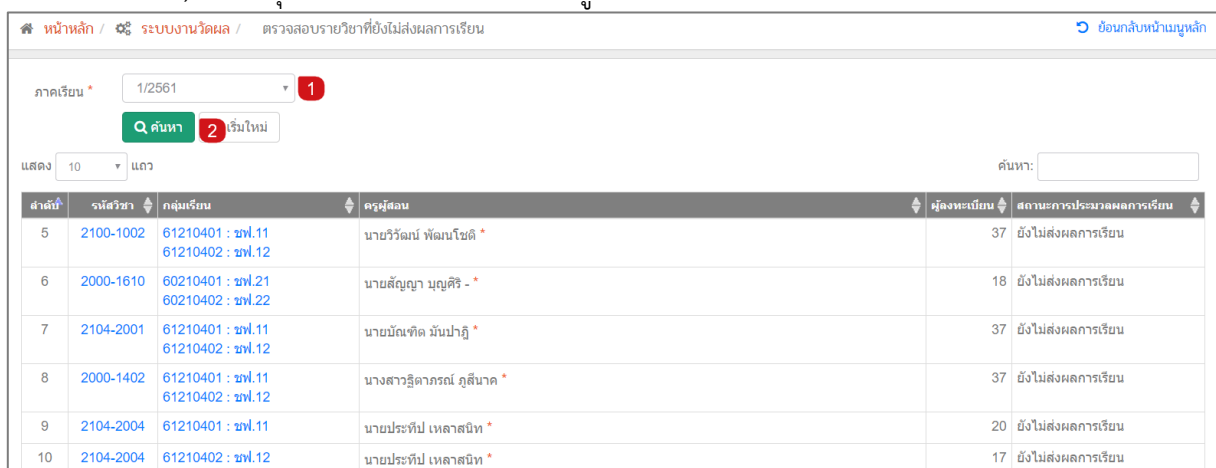 หน้าหลัก / ระบบงานวัดผล / ตรวจสอบรายวิชาที่ยังไม่ส่งผลการเรียน ย้อนกลับหน้าเมนูหลัก
ภาคเรียน * 1/2561 1
ค้นหา 2 เริ่มใหม่
แสดง 10 แถว ค้นหา:
ลำดับ รหัสวิชา กลุ่มเรียน ครูผู้สอน ผู้ลงทะเบียน สถานะการประมวลผลการเรียน
5 2100-1002 61210401 : ชฟ.11 นายวิวัฒน์ พัฒนโชติ * 37 ยังไม่ส่งผลการเรียน
61210402 : ชฟ.12
6 2000-1610 60210401 : ชฟ.21 นายสัญญา บุญศิริ - * 18 ยังไม่ส่งผลการเรียน
60210402 : ชฟ.22
7 2104-2001 61210401 : ชฟ.11 นายบัณฑิต มันปาฎิ * 37 ยังไม่ส่งผลการเรียน
61210402 : ชฟ.12
8 2000-1402 61210401 : ชฟ.11 นางสาวฐิตาภรณ์ ภูสีนาค * 37 ยังไม่ส่งผลการเรียน
61210402 : ชฟ.12
9 2104-2004 61210401 : ชฟ.11 นายประทีป เหลาสนิท * 20 ยังไม่ส่งผลการเรียน
10 2104-2004 61210402 : ชฟ.12 นายประทีป เหลาสนิท * 17 ยังไม่ส่งผลการเรียน